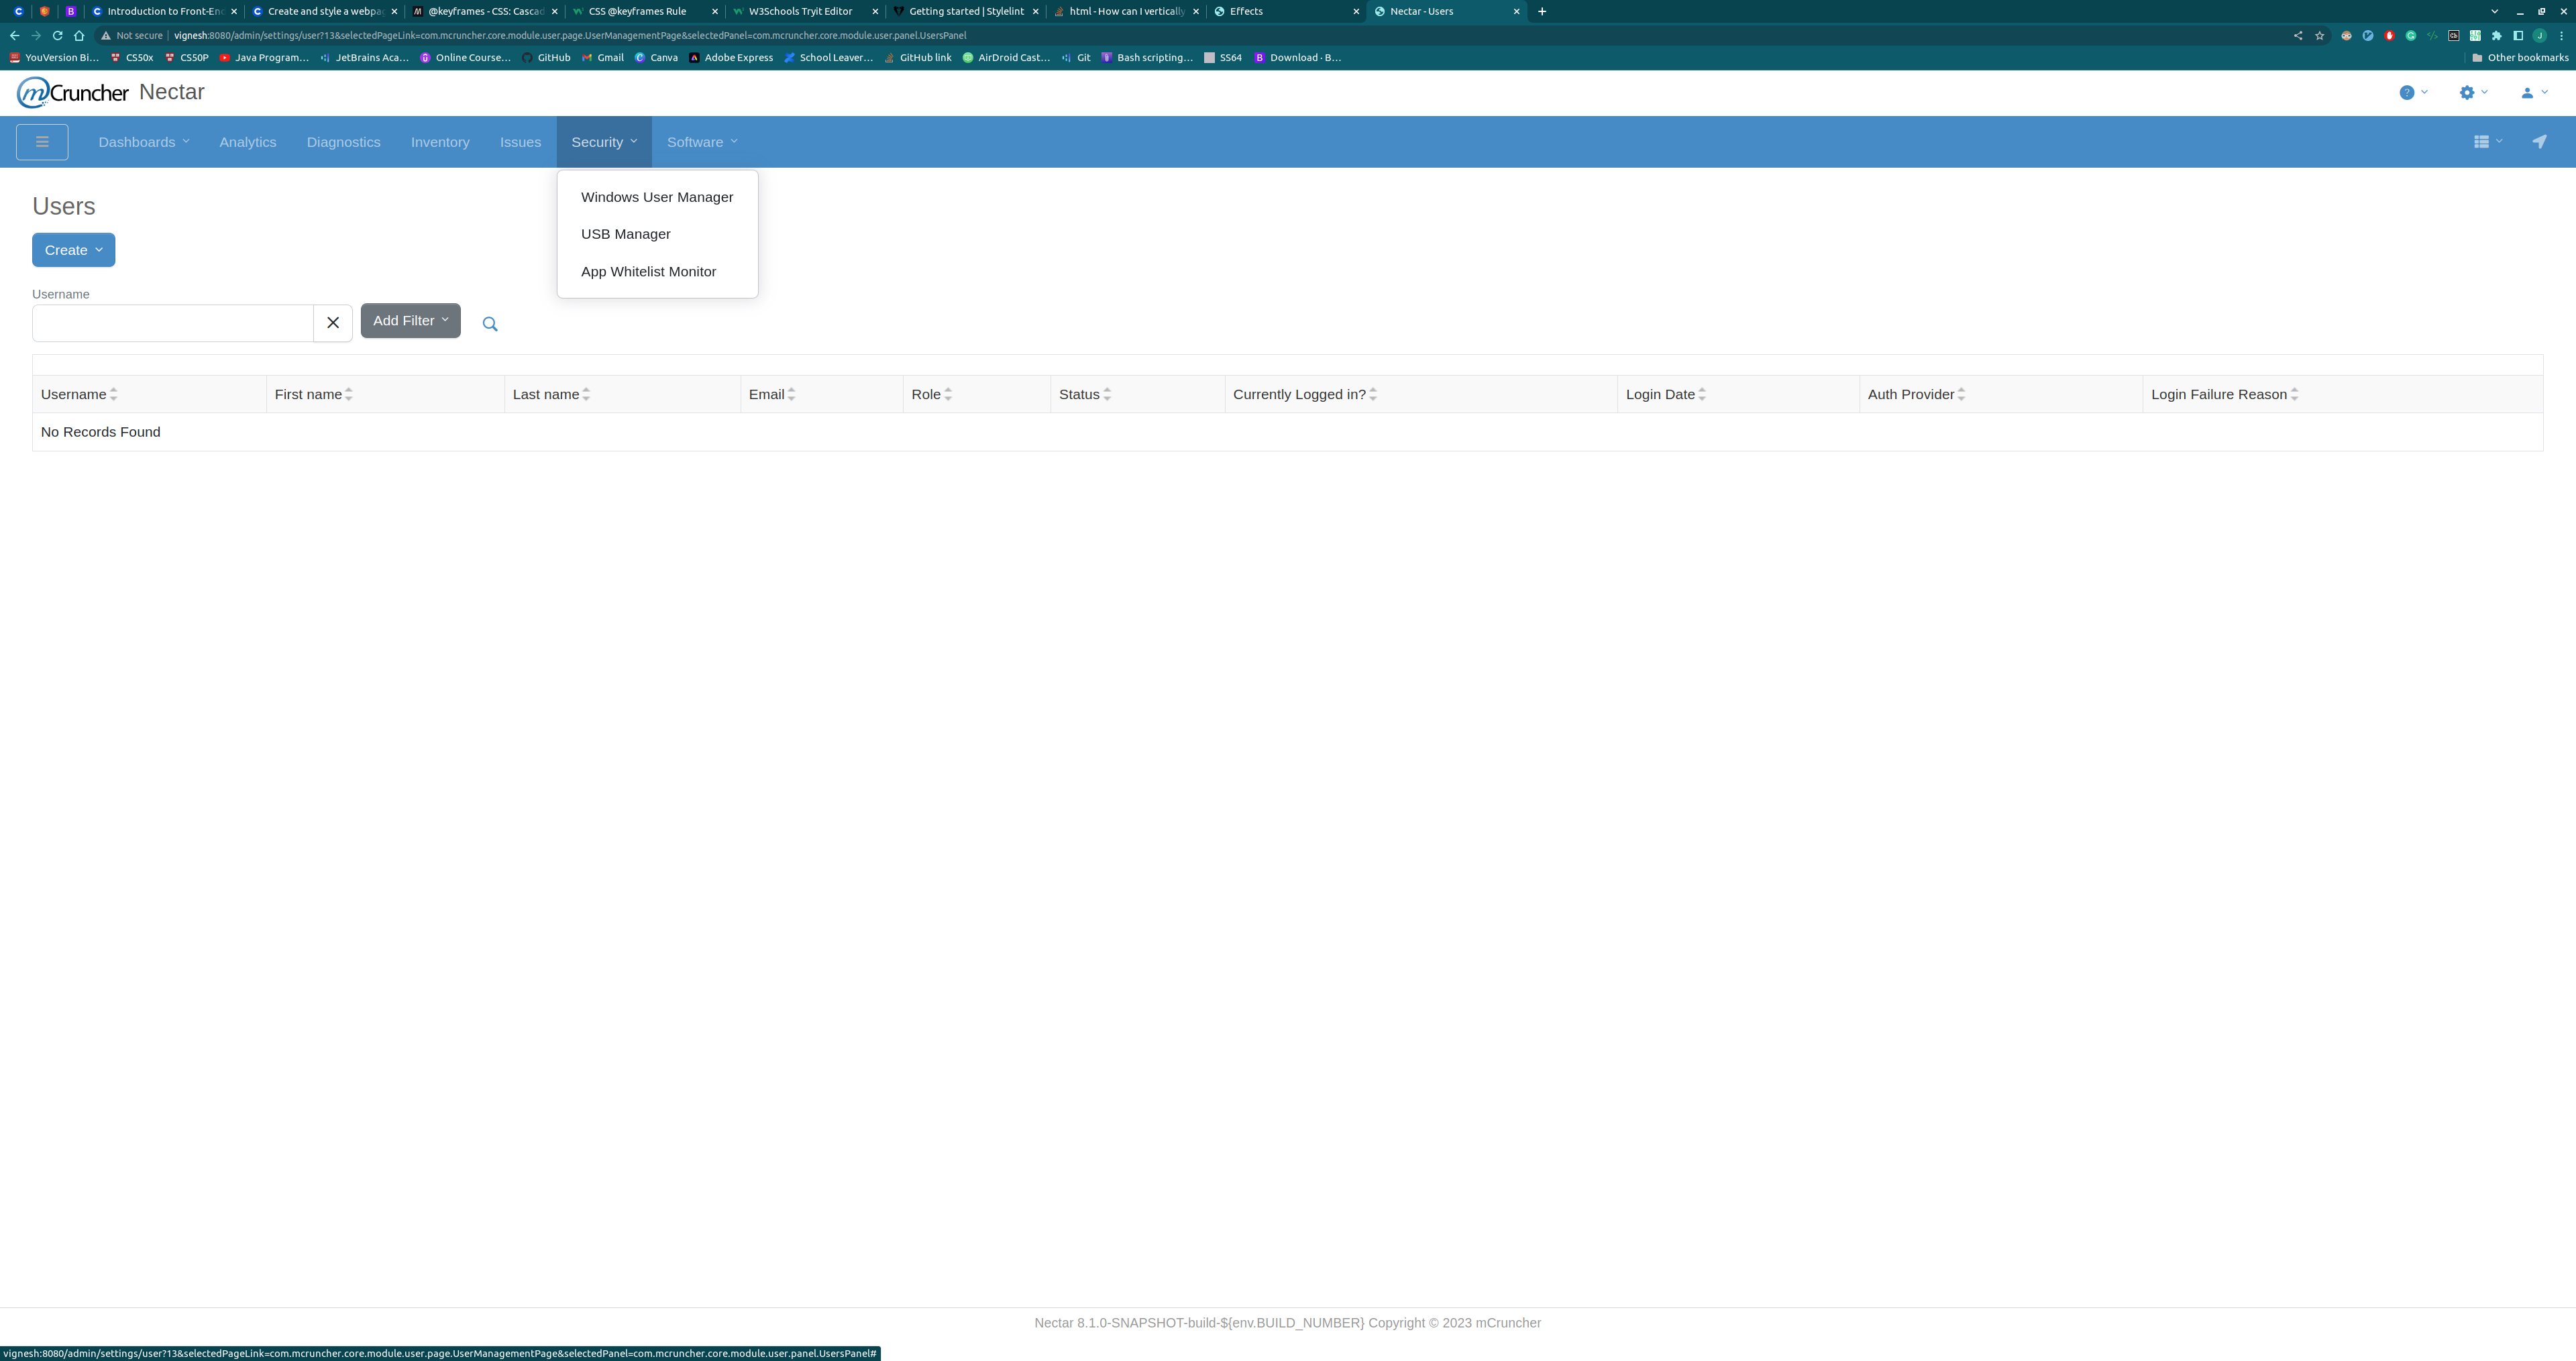 Introduction to Front-En
Create and style a webpa
@keyframes - CSS: Cascad
CSS @keyframes Rule
W3Schools Tryit Editor
Getting started | Stylelint
html - How can I vertically
Effects
Nectar - Users
Not secure
vignesh:8080/admin/settings/user?13&selectedPageLink=com.mcruncher.core.module.user.page.UserManagementPage&selectedPanel=com.mcruncher.core.module.user.panel.UsersPanel
YouVersion Bi...
CS50x
CS50P
Java Program...
JetBrains Aca...
Online Course...
GitHub
Gmail
Canva
Adobe Express
School Leaver...
GitHub link
AirDroid Cast...
Git
Bash scripting...
SS64
Download · B...
Other bookmarks
mCruncher Nectar
Dashboards
Analytics
Diagnostics
Inventory
Issues
Security
Software
Windows User Manager
USB Manager
App Whitelist Monitor
Users
Create
Username
Add Filter
Username First name Last name Email Role Status Currently Logged in? Login Date Auth Provider Login Failure Reason
No Records Found
Nectar 8.1.0-SNAPSHOT-build-${env.BUILD_NUMBER} Copyright © 2023 mCruncher
vignesh:8080/admin/settings/user?13&selectedPageLink=com.mcruncher.core.module.user.page.UserManagementPage&selectedPanel=com.mcruncher.core.module.user.panel.UsersPanel#